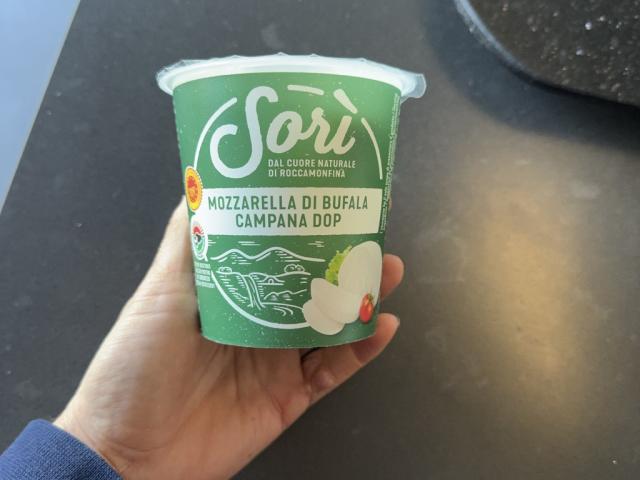 Sorì
DAL CUORE NATURALE
DI ROCCAMONFINA
MOZZARELLA DI BUFALA
CAMPANA DOP